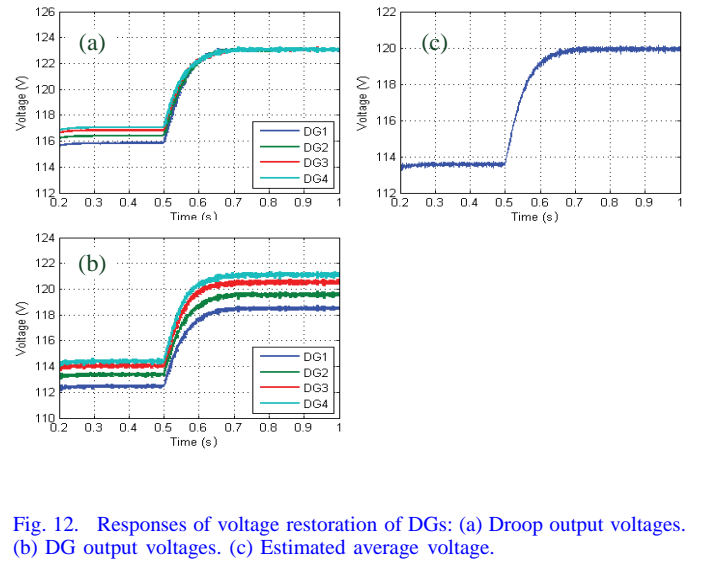 126
124
122
120
118
116
114
112
Voltage (V)
(a)
DG1
DG2
DG3
DG4
0.2 0.3 0.4 0.5 0.6 0.7 0.8 0.9 1
Time (s)
120
118
116
114
112
Voltage (V)
(c)
0.2 0.3 0.4 0.5 0.6 0.7 0.8 0.9 1
Time (s)
124
122
120
118
116
114
112
110
Voltage (V)
(b)
DG1
DG2
DG3
DG4
0.2 0.3 0.4 0.5 0.6 0.7 0.8 0.9 1
Time (s)
Fig. 12. Responses of voltage restoration of DGs: (a) Droop output voltages.
(b) DG output voltages. (c) Estimated average voltage.